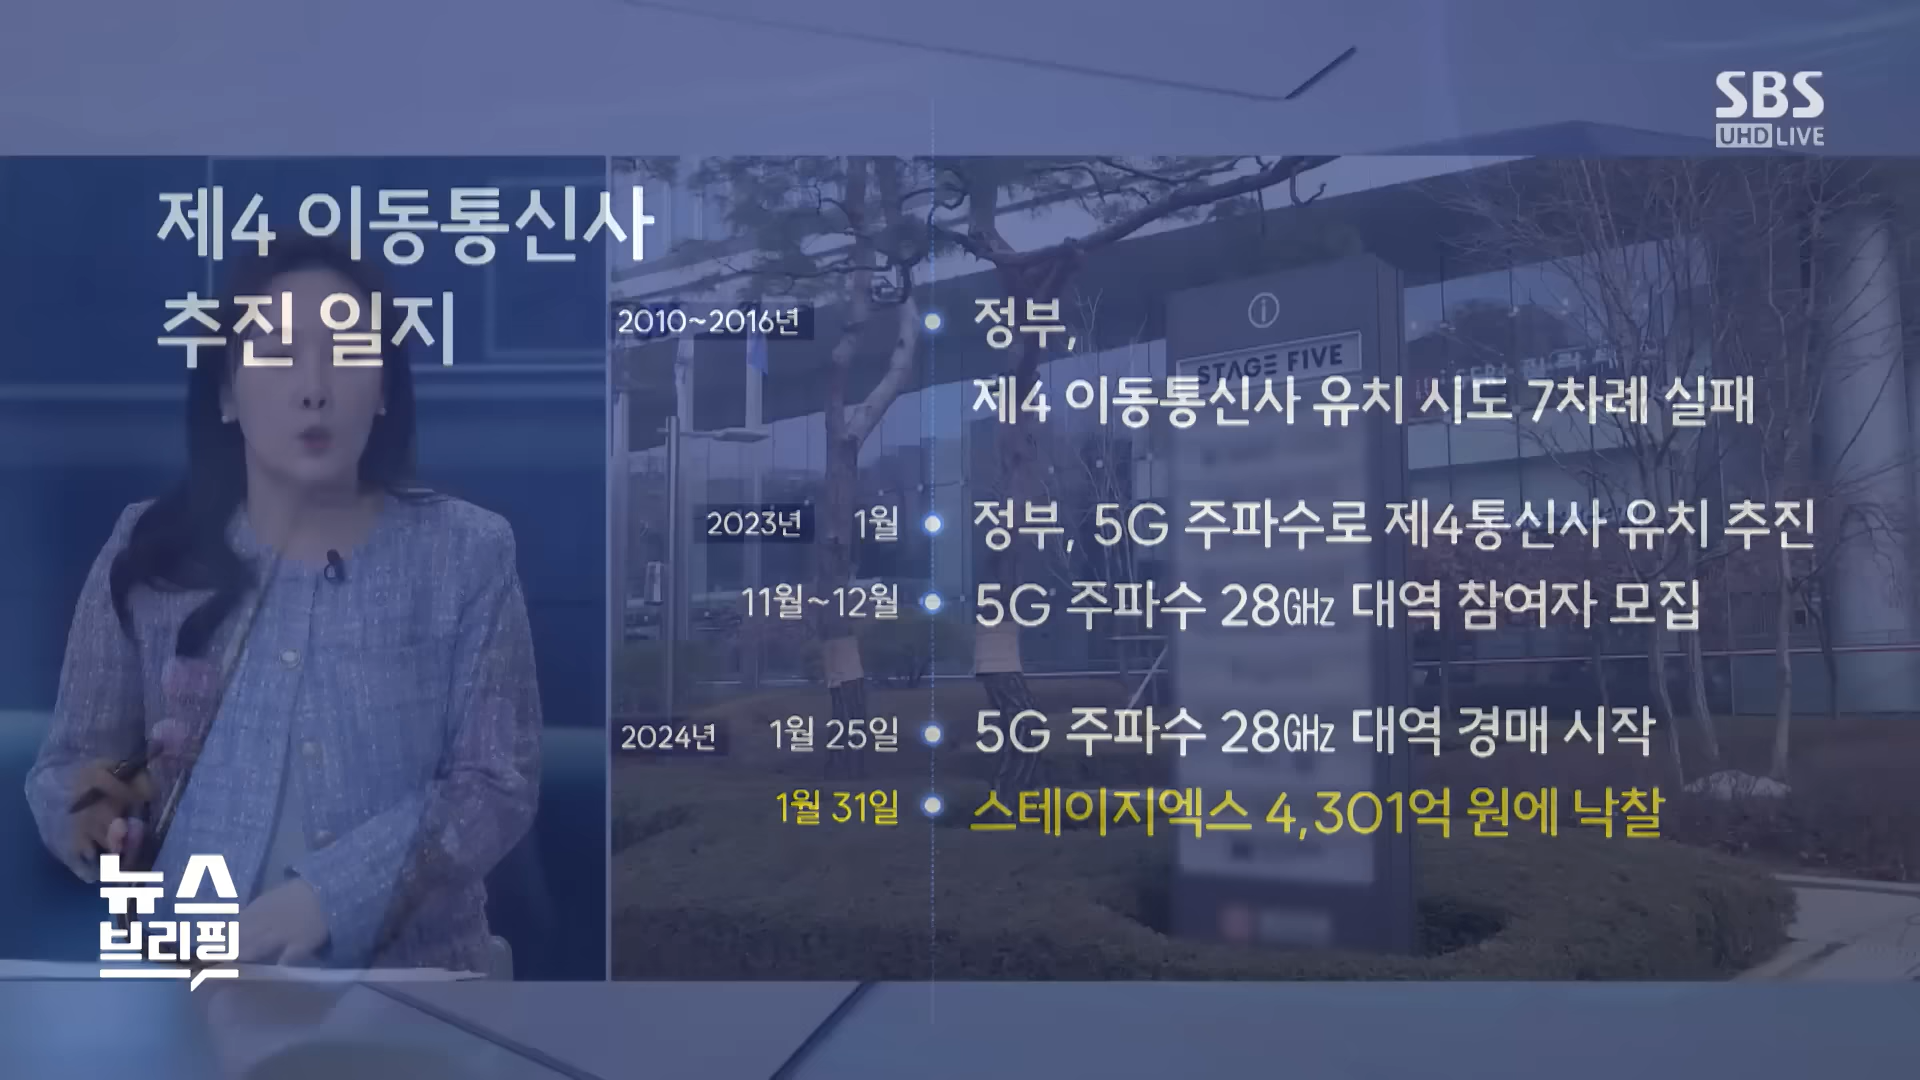 SBS
UHD LIVE
제4 이동통신사
추진 일지
2010~2016년
정부,
제4 이동통신사 유치 시도 7차례 실패
2023년 1월 정부, 5G 주파수로 제4통신사 유치 추진
11월~12월 5G 주파수 28㎓ 대역 참여자 모집
2024년 1월 25일 5G 주파수 28㎓ 대역 경매 시작
1월 31일 스테이지엑스 4,301억 원에 낙찰
STAGE F1VE
뉴스
브리핑